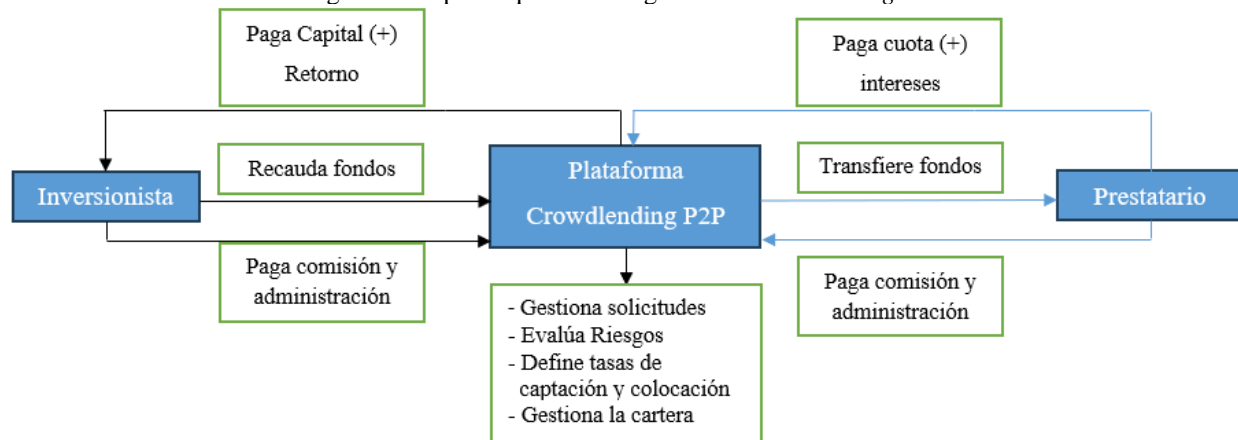 Paga Capital (+)
Retorno
Paga cuota (+)
intereses
Recauda fondos
Transfiere fondos
Inversionista
Plataforma
Crowdlending P2P
Prestatario
Paga comisión y
administración
Paga comisión y
administración
- Gestiona solicitudes
- Evalúa Riesgos
- Define tasas de
captación y colocación
- Gestiona la cartera